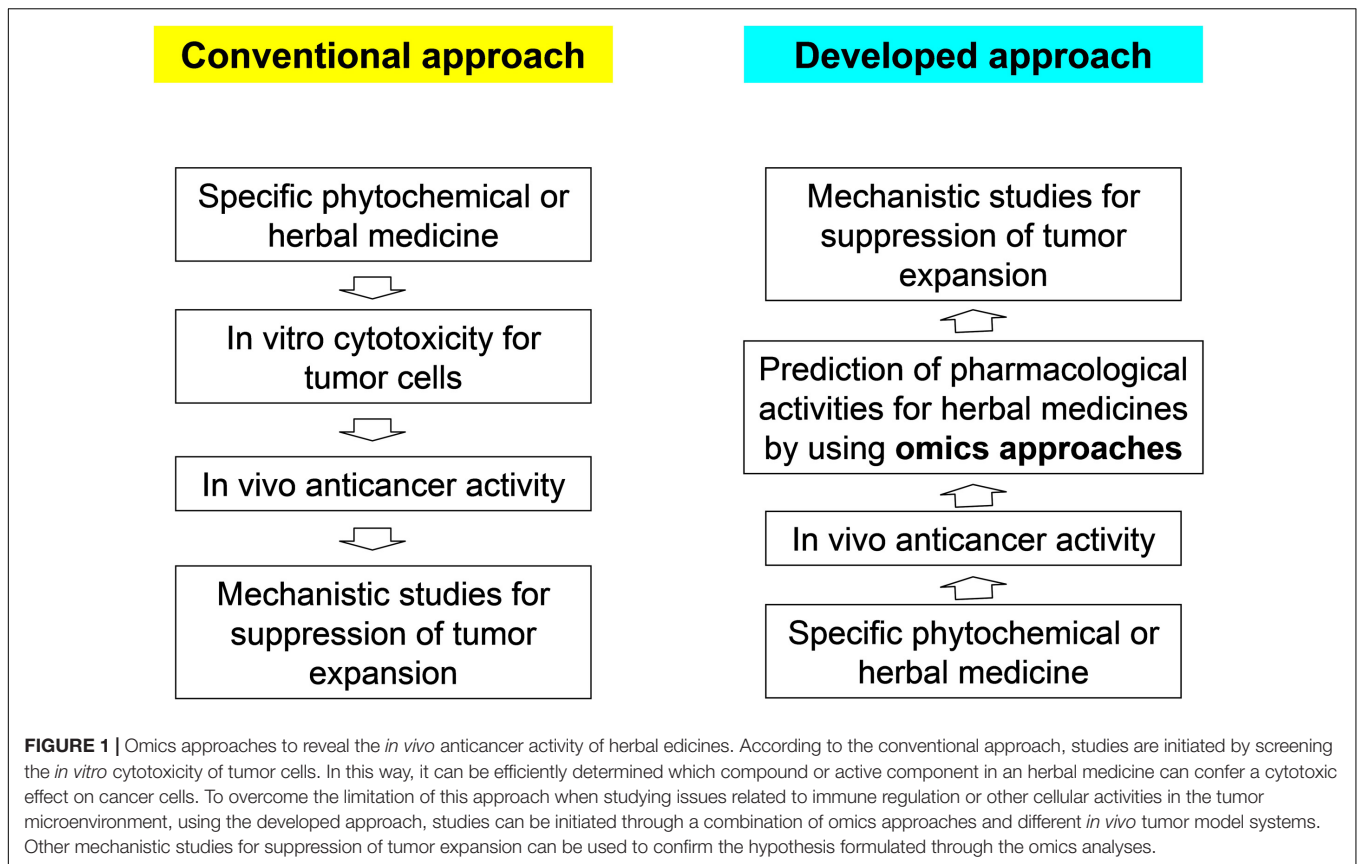 Conventional approach
Specific phytochemical or
herbal medicine
In vitro cytotoxicity for
tumor cells
In vivo anticancer activity
Mechanistic studies for
suppression of tumor
expansion
Developed approach
Mechanistic studies for
suppression of tumor
expansion
Prediction of pharmacological
activities for herbal medicines
by using omics approaches
In vivo anticancer activity
Specific phytochemical or
herbal medicine
FIGURE 1 | Omics approaches to reveal the in vivo anticancer activity of herbal edicines. According to the conventional approach, studies are initiated by screening
the in vitro cytotoxicity of tumor cells. In this way, it can be efficiently determined which compound or active component in an herbal medicine can confer a cytotoxic
effect on cancer cells. To overcome the limitation of this approach when studying issues related to immune regulation or other cellular activities in the tumor
microenvironment, using the developed approach, studies can be initiated through a combination of omics approaches and different in vivo tumor model systems.
Other mechanistic studies for suppression of tumor expansion can be used to confirm the hypothesis formulated through the omics analyses.